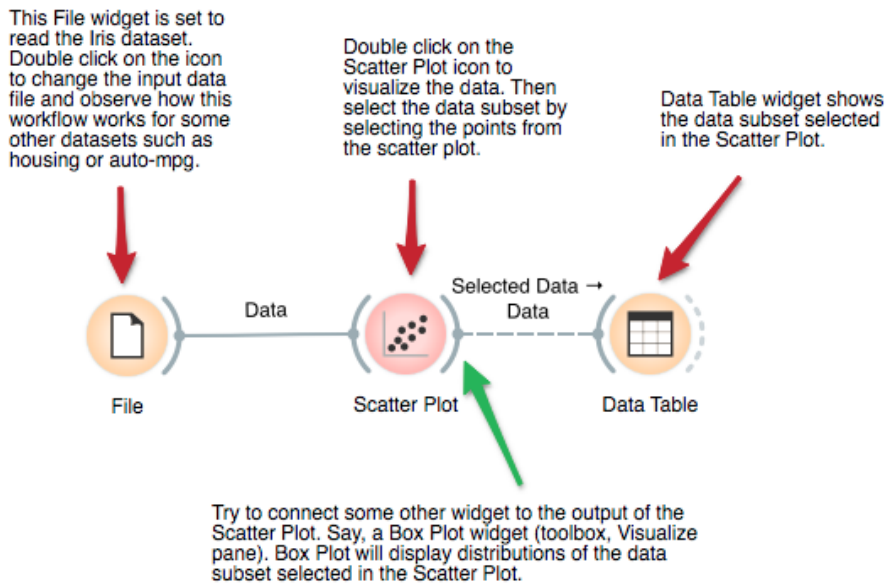 This File widget is set to
read the Iris dataset.
Double click on the icon
to change the input data
file and observe how this
workflow works for some
other datasets such as
housing or auto-mpg.
Double click on the
Scatter Plot icon to
visualize the data. Then
select the data subset by
selecting the points from
the scatter plot.
Data Table widget shows
the data subset selected
in the Scatter Plot.
Data
Selected Data →
Data
File
Scatter Plot
Data Table
Try to connect some other widget to the output of the
Scatter Plot. Say, a Box Plot widget (toolbox, Visualize
pane). Box Plot will display distributions of the data
subset selected in the Scatter Plot.